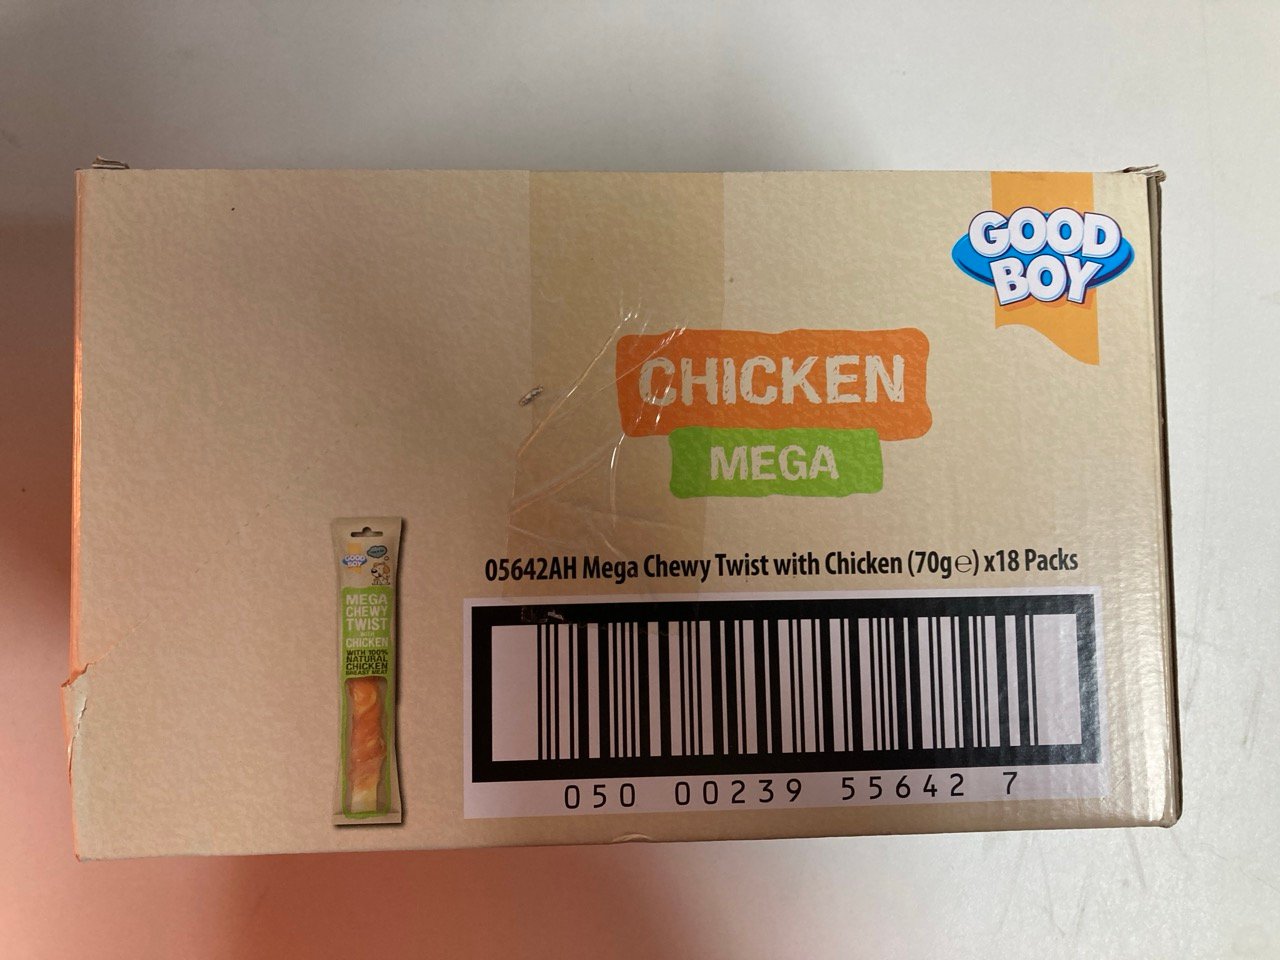 GOOD
BOY
CHICKEN
MEGA
05642AH Mega Chewy Twist with Chicken (70g℮) x18 Packs
050 00239 55642 7
GOOD
BOY
MEGA
CHEWY
TWIST
WITH
CHICKEN
WITH 100%
NATURAL
CHICKEN
BREAST MEAT